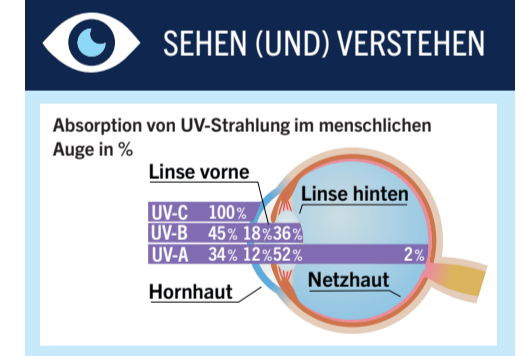 SEHEN (UND) VERSTEHEN
Absorption von UV-Strahlung im menschlichen
Auge in %
Linse vorne
Linse hinten
UV-C 100%
UV-B 45% 18% 36%
UV-A 34% 12% 52% 2%
Hornhaut
Netzhaut